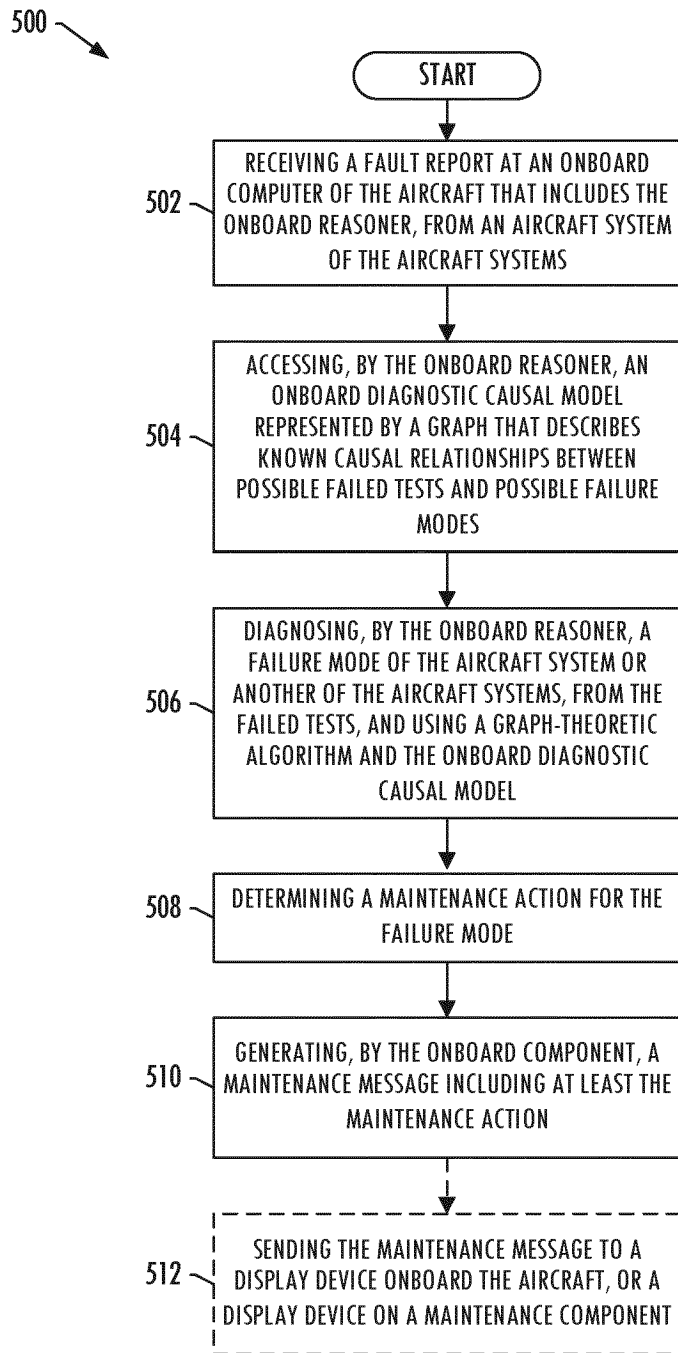 500
START
502
RECEIVING A FAULT REPORT AT AN ONBOARD
COMPUTER OF THE AIRCRAFT THAT INCLUDES THE
ONBOARD REASONER, FROM AN AIRCRAFT SYSTEM
OF THE AIRCRAFT SYSTEMS
504
ACCESSING, BY THE ONBOARD REASONER, AN
ONBOARD DIAGNOSTIC CAUSAL MODEL
REPRESENTED BY A GRAPH THAT DESCRIBES
KNOWN CAUSAL RELATIONSHIPS BETWEEN
POSSIBLE FAILED TESTS AND POSSIBLE FAILURE
MODES
506
DIAGNOSING, BY THE ONBOARD REASONER, A
FAILURE MODE OF THE AIRCRAFT SYSTEM OR
ANOTHER OF THE AIRCRAFT SYSTEMS, FROM THE
FAILED TESTS, AND USING A GRAPH-THEORETIC
ALGORITHM AND THE ONBOARD DIAGNOSTIC
CAUSAL MODEL
508
DETERMINING A MAINTENANCE ACTION FOR THE
FAILURE MODE
510
GENERATING, BY THE ONBOARD COMPONENT, A
MAINTENANCE MESSAGE INCLUDING AT LEAST THE
MAINTENANCE ACTION
512
SENDING THE MAINTENANCE MESSAGE TO A
DISPLAY DEVICE ONBOARD THE AIRCRAFT, OR A
DISPLAY DEVICE ON A MAINTENANCE COMPONENT